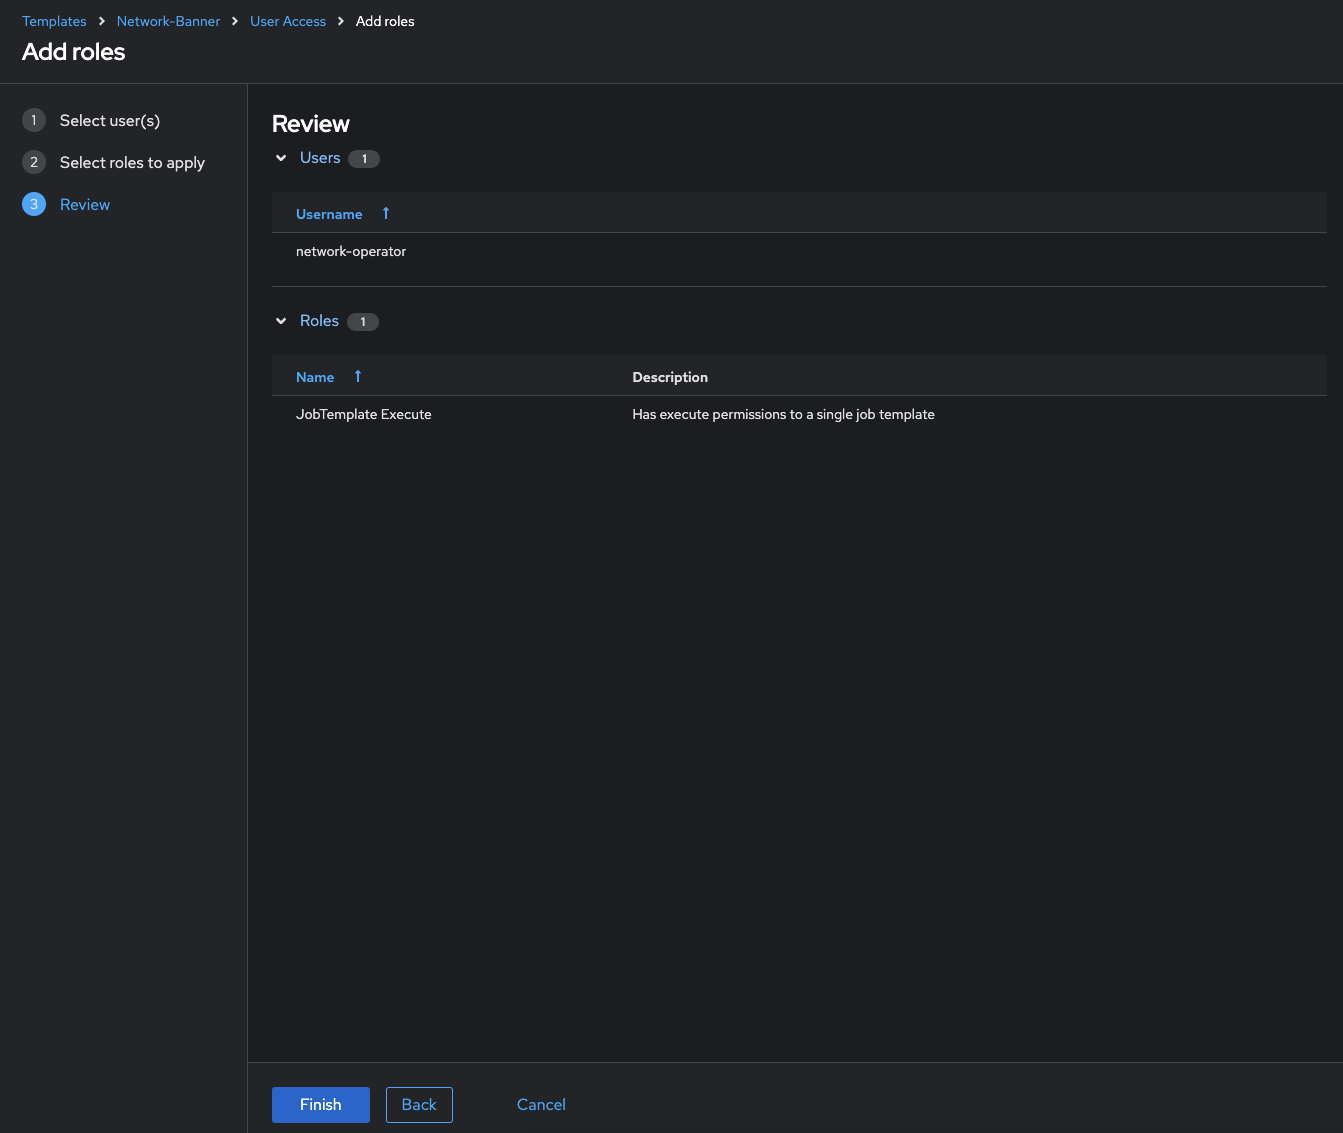 Templates > Network-Banner > User Access > Add roles
Add roles
1 Select user(s)
2 Select roles to apply
3 Review
Review
Users 1
Username ↑
network-operator
Roles 1
Name ↑ Description
JobTemplate Execute Has execute permissions to a single job template
Finish Back Cancel